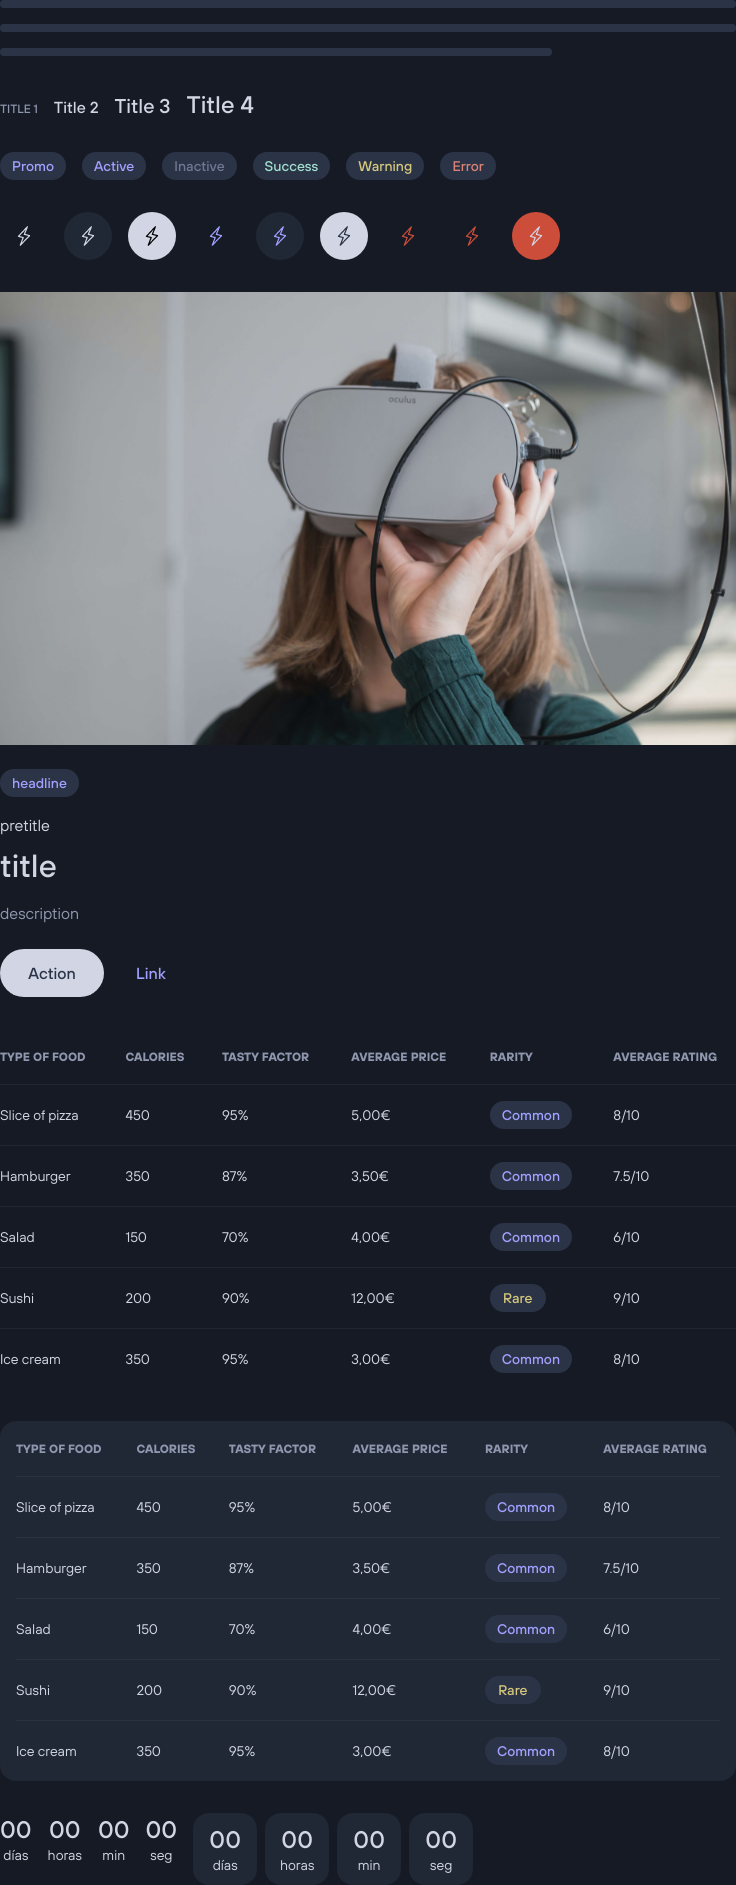 TITLE 1 Title 2 Title 3 Title 4
Promo Active Inactive Success Warning Error
oculus
headline
pretitle
title
description
Action Link
TYPE OF FOOD CALORIES TASTY FACTOR AVERAGE PRICE RARITY AVERAGE RATING
Slice of pizza 450 95% 5,00€ Common 8/10
Hamburger 350 87% 3,50€ Common 7.5/10
Salad 150 70% 4,00€ Common 6/10
Sushi 200 90% 12,00€ Rare 9/10
Ice cream 350 95% 3,00€ Common 8/10
TYPE OF FOOD CALORIES TASTY FACTOR AVERAGE PRICE RARITY AVERAGE RATING
Slice of pizza 450 95% 5,00€ Common 8/10
Hamburger 350 87% 3,50€ Common 7.5/10
Salad 150 70% 4,00€ Common 6/10
Sushi 200 90% 12,00€ Rare 9/10
Ice cream 350 95% 3,00€ Common 8/10
00 00 00 00 00 00 00 00
días horas min seg días horas min seg